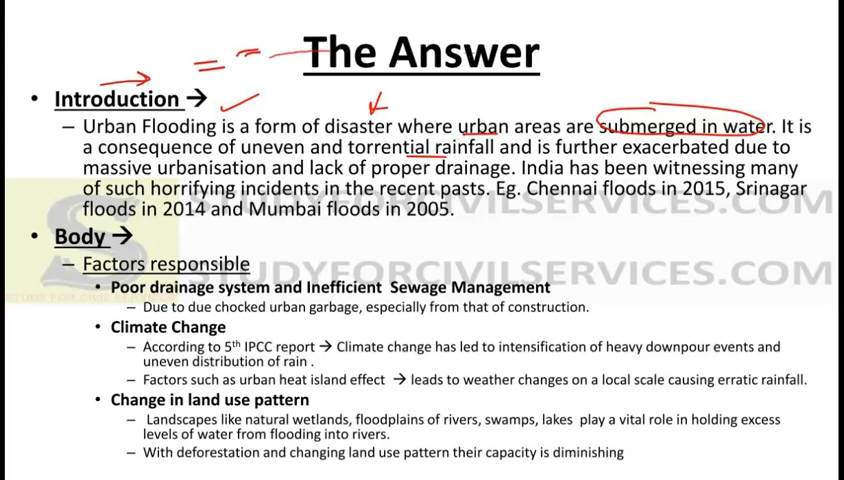 The Answer
• Introduction →
– Urban Flooding is a form of disaster where urban areas are submerged in water. It is
a consequence of uneven and torrential rainfall and is further exacerbated due to
massive urbanisation and lack of proper drainage. India has been witnessing many
of such horrifying incidents in the recent pasts. Eg. Chennai floods in 2015, Srinagar
floods in 2014 and Mumbai floods in 2005.
STUDYFORCIVILSERVICES.COM
• Body →
– Factors responsible
STUDYFORCIVILSERVICES.COM
• Poor drainage system and Inefficient Sewage Management
STUDY FOR CIVIL SERVICES
– Due to due chocked urban garbage, especially from that of construction.
• Climate Change
– According to 5th IPCC report → Climate change has led to intensification of heavy downpour events and
uneven distribution of rain .
– Factors such as urban heat island effect → leads to weather changes on a local scale causing erratic rainfall.
• Change in land use pattern
– Landscapes like natural wetlands, floodplains of rivers, swamps, lakes play a vital role in holding excess
levels of water from flooding into rivers.
– With deforestation and changing land use pattern their capacity is diminishing